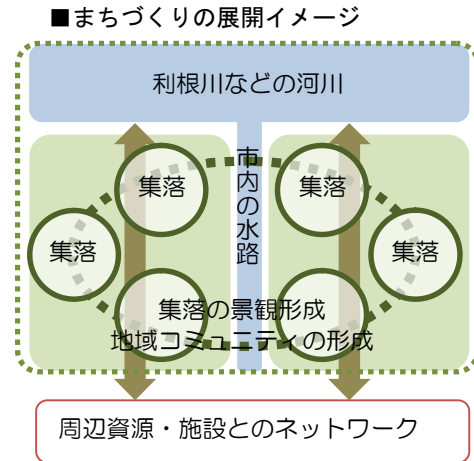 ■まちづくりの展開イメージ
利根川などの河川
市内の水路
集落
集落
集落
集落
集落の景観形成
地域コミュニティの形成
周辺資源・施設とのネットワーク